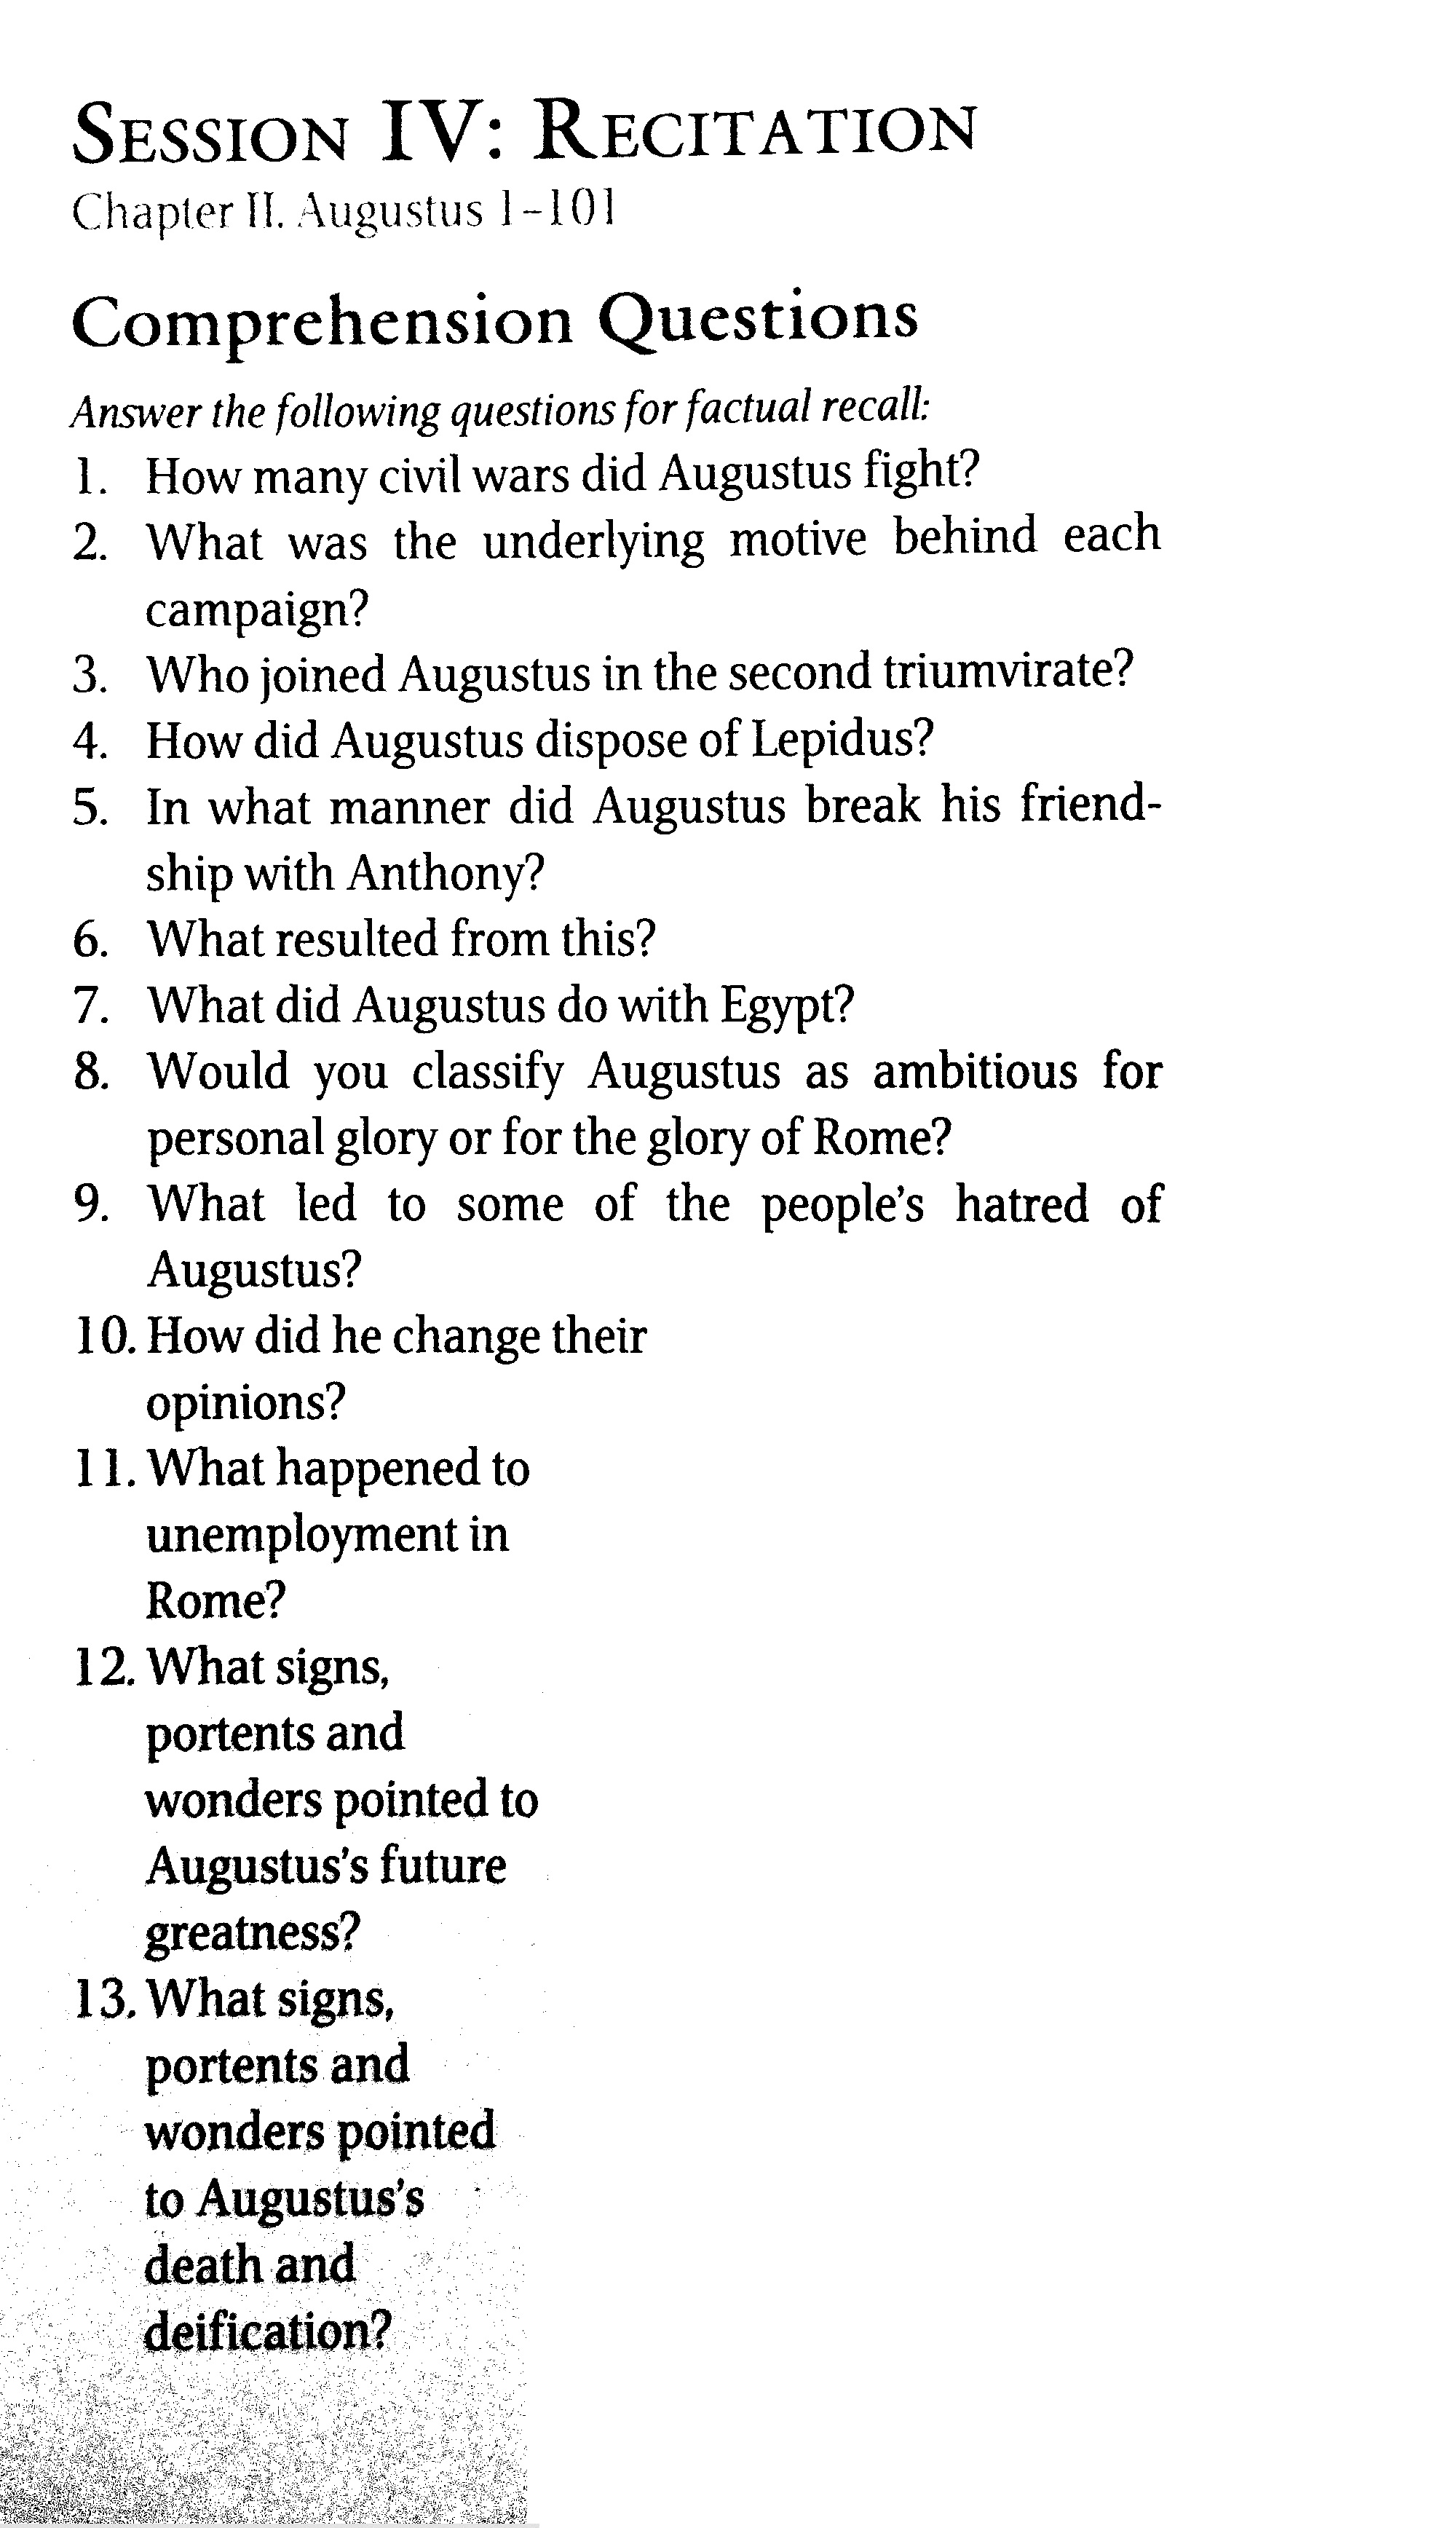 SESSION IV: RECITATION
Chapter II. Augustus 1-101
Comprehension Questions
Answer the following questions for factual recall:
1. How many civil wars did Augustus fight?
2. What was the underlying motive behind each
campaign?
3. Who joined Augustus in the second triumvirate?
4. How did Augustus dispose of Lepidus?
5. In what manner did Augustus break his friend-
ship with Anthony?
6. What resulted from this?
7. What did Augustus do with Egypt?
8. Would you classify Augustus as ambitious for
personal glory or for the glory of Rome?
9. What led to some of the people's hatred of
Augustus?
10. How did he change their
opinions?
11. What happened to
unemployment in
Rome?
12. What signs,
portents and
wonders pointed to
Augustus's future
greatness?
13. What signs,
portents and
wonders pointed
to Augustus's
death and
deification?